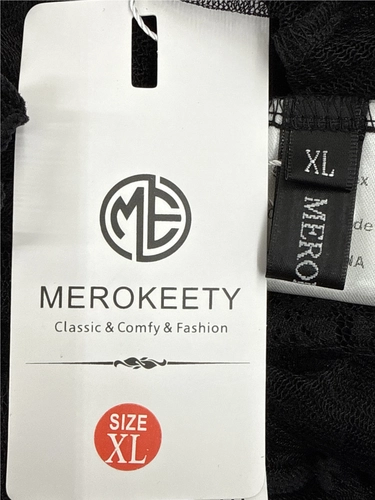 ME
MEROKEETY
Classic & Comfy & Fashion
SIZE
XL
XL
MERO